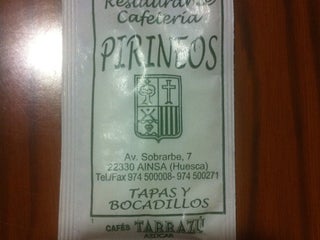 Restaurante
Cafetería
PIRINEOS
Av. Sobrarbe, 7
22330 AINSA (Huesca)
Tel./Fax 974 500008- 974 500271
TAPAS Y
BOCADILLOS
CAFÉS TARRAZÚ
AZÚCAR